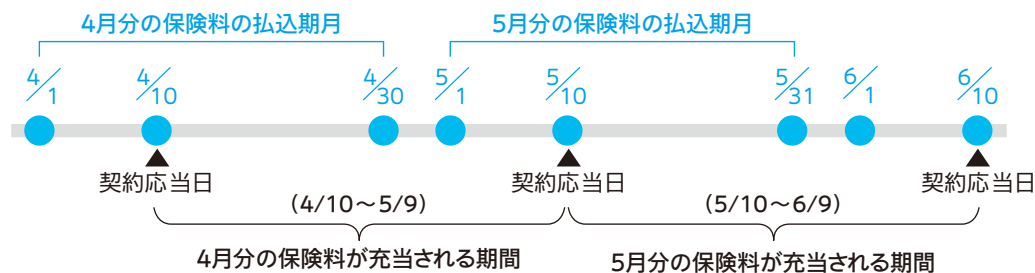 4月分の保険料の払込期月
5月分の保険料の払込期月
4/1
4/10
4/30
5/1
5/10
5/31
6/1
6/10
契約応当日
契約応当日
契約応当日
(4/10~5/9)
(5/10~6/9)
4月分の保険料が充当される期間
5月分の保険料が充当される期間